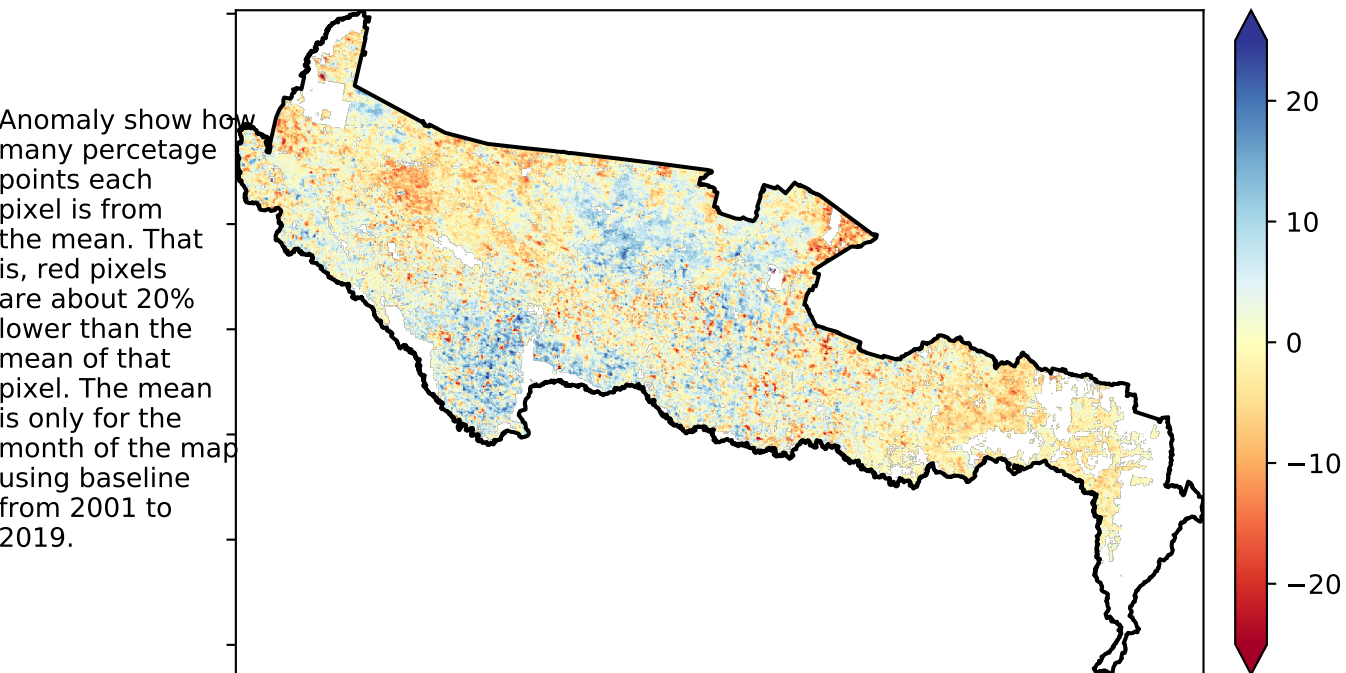 Anomaly show how
many percetage
points each
pixel is from
the mean. That
is, red pixels
are about 20%
lower than the
mean of that
pixel. The mean
is only for the
month of the map
using baseline
from 2001 to
2019.
20
10
0
−10
−20